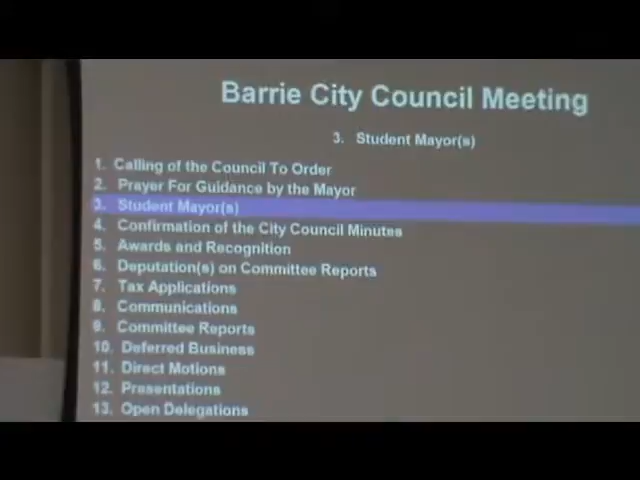 Barrie City Council Meeting
3. Student Mayor(s)
1. Calling of the Council To Order
2. Prayer For Guidance by the Mayor
3. Student Mayor(s)
4. Confirmation of the City Council Minutes
5. Awards and Recognition
6. Deputation(s) on Committee Reports
7. Tax Applications
8. Communications
9. Committee Reports
10. Deferred Business
11. Direct Motions
12. Presentations
13. Open Delegations